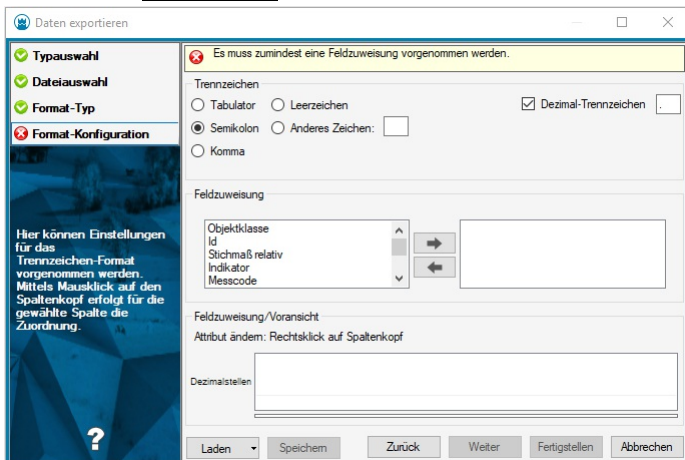 Daten exportieren
Typauswahl
Dateiauswahl
Format-Typ
Format-Konfiguration
Hier können Einstellungen
für das
Trennzeichen-Format
vorgenommen werden.
Mittels Mausklick auf den
Spaltenkopf erfolgt für die
gewählte Spalte die
Zuordnung.
?
Es muss zumindest eine Feldzuweisung vorgenommen werden.
Trennzeichen
Tabulator Leerzeichen Dezimal-Trennzeichen .
Semikolon Anderes Zeichen:
Komma
Feldzuweisung
Objektklasse
Id
Stichmaß relativ
Indikator
Messcode
Feldzuweisung/Voransicht
Attribut ändern: Rechtsklick auf Spaltenkopf
Dezimalstellen
Laden Speichern Zurück Weiter Fertigstellen Abbrechen